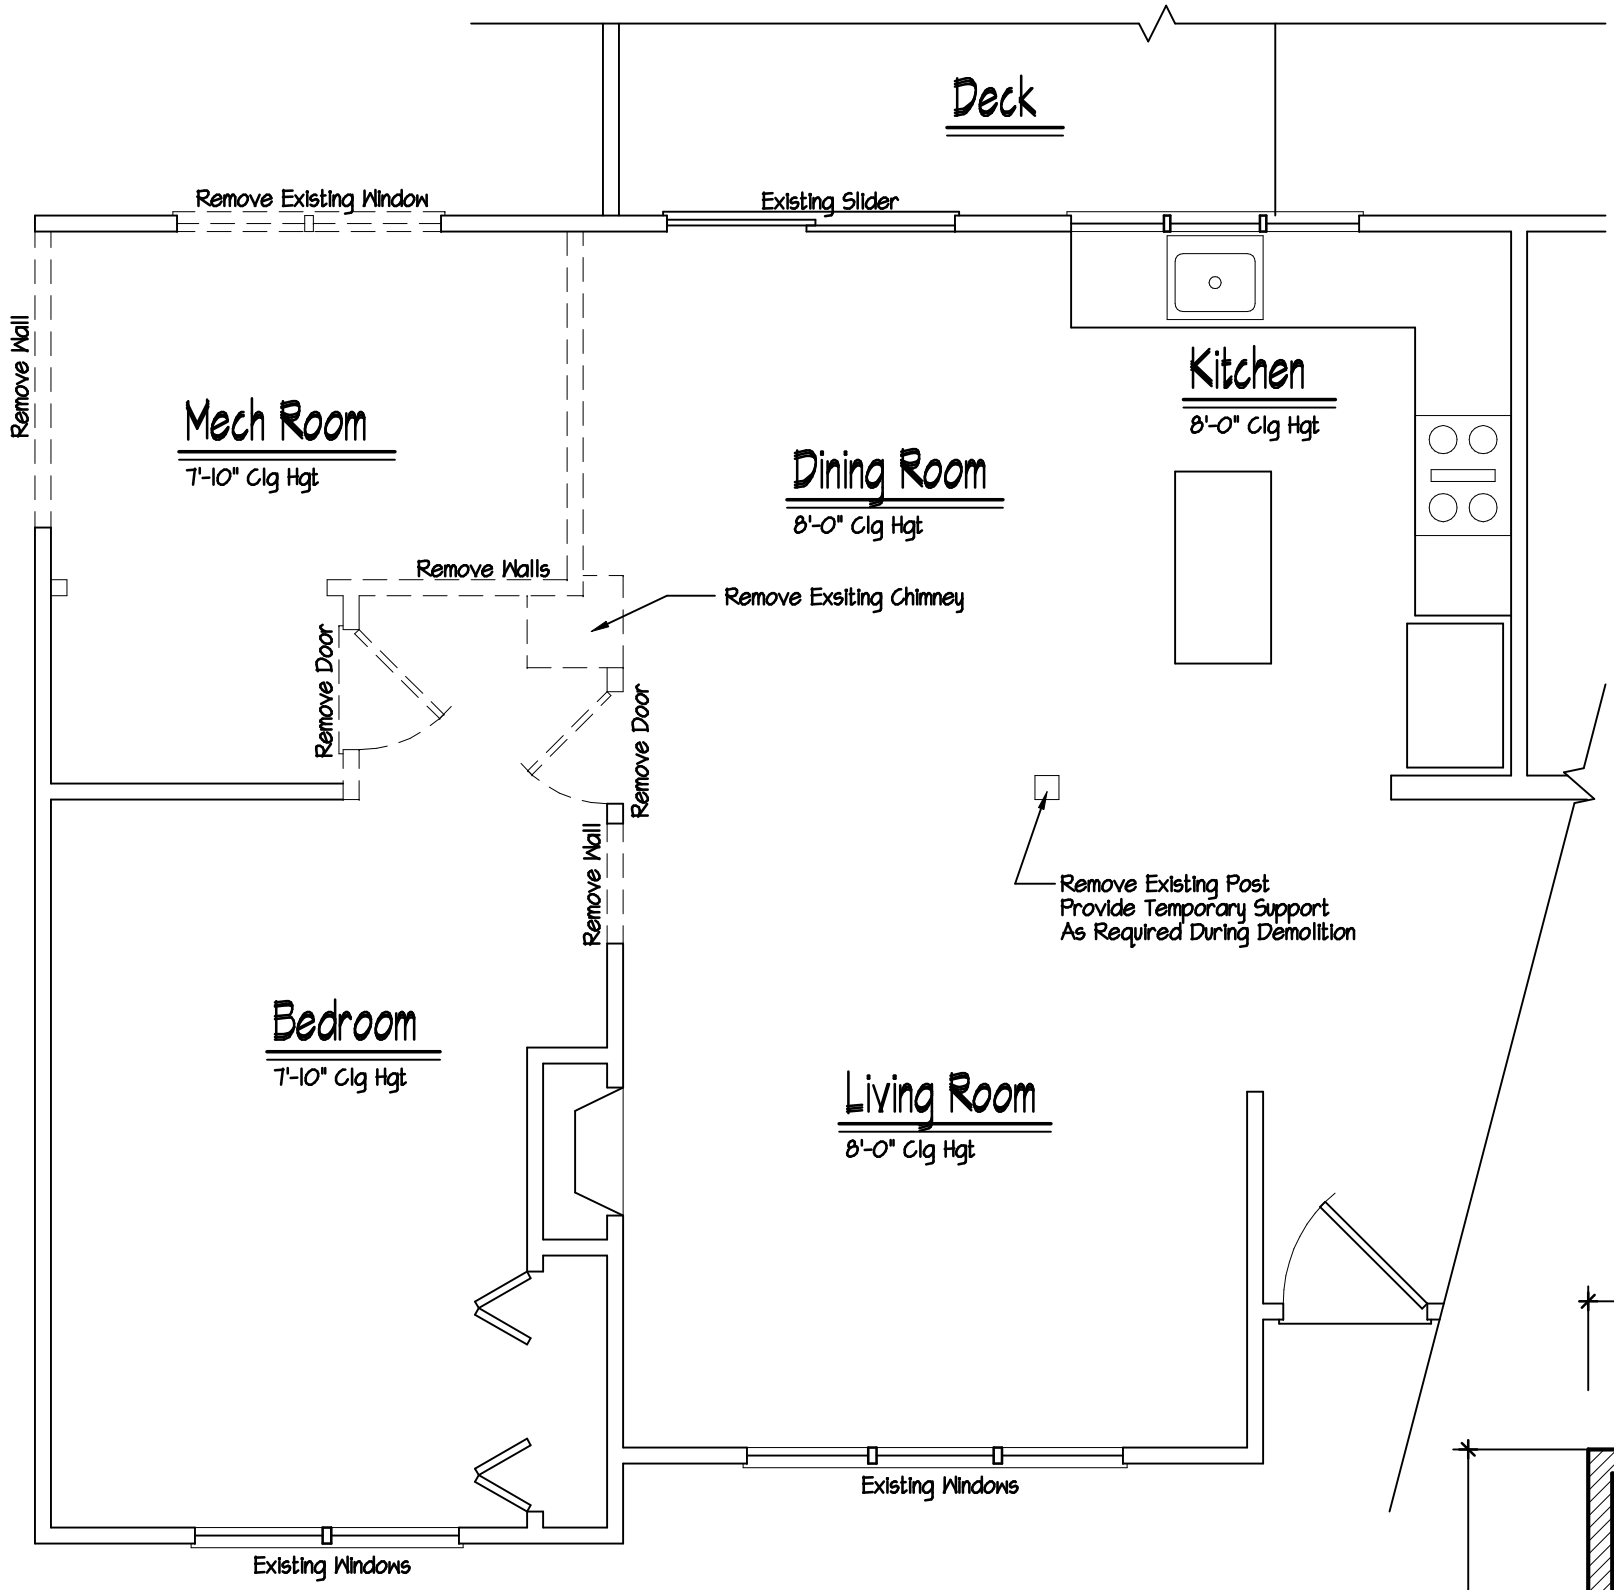 Deck
Remove Existing Window
Existing Slider
Remove Wall
Kitchen
8'-0" Clg Hgt
Mech Room
7'-10" Clg Hgt
Dining Room
8'-0" Clg Hgt
Remove Walls
Remove Exsiting Chimney
Remove Door
Remove Door
Remove Wall
Remove Existing Post
Provide Temporary Support
As Required During Demolition
Bedroom
7'-10" Clg Hgt
Living Room
8'-0" Clg Hgt
Existing Windows
Existing Windows